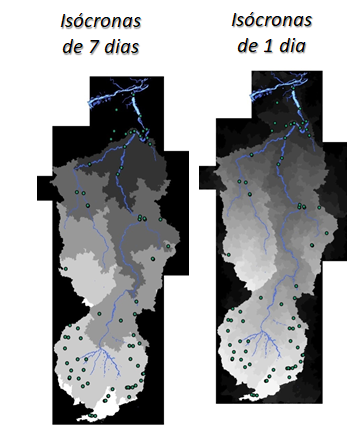 Isócronas
de 7 dias
Isócronas
de 1 dia